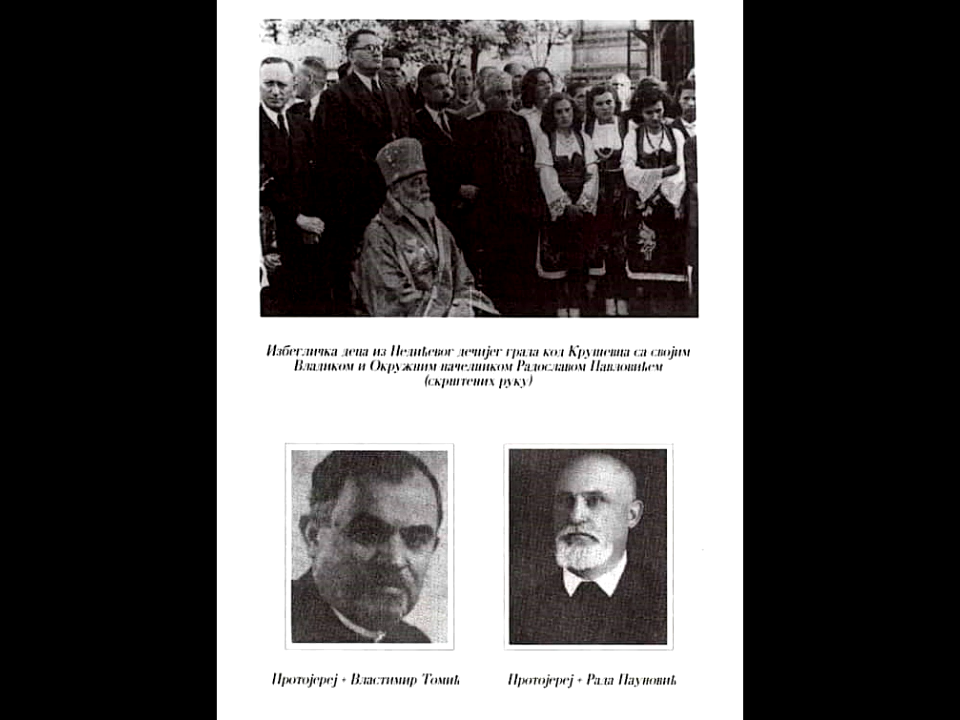 Избегличка деца из Недићевог дечијег града код Крушевца са својим
Владиком и Окружним начелником Радославом Павловићем
(скрштених руку)
Протојереј + Властимир Томић
Протојереј + Рада Пауновић